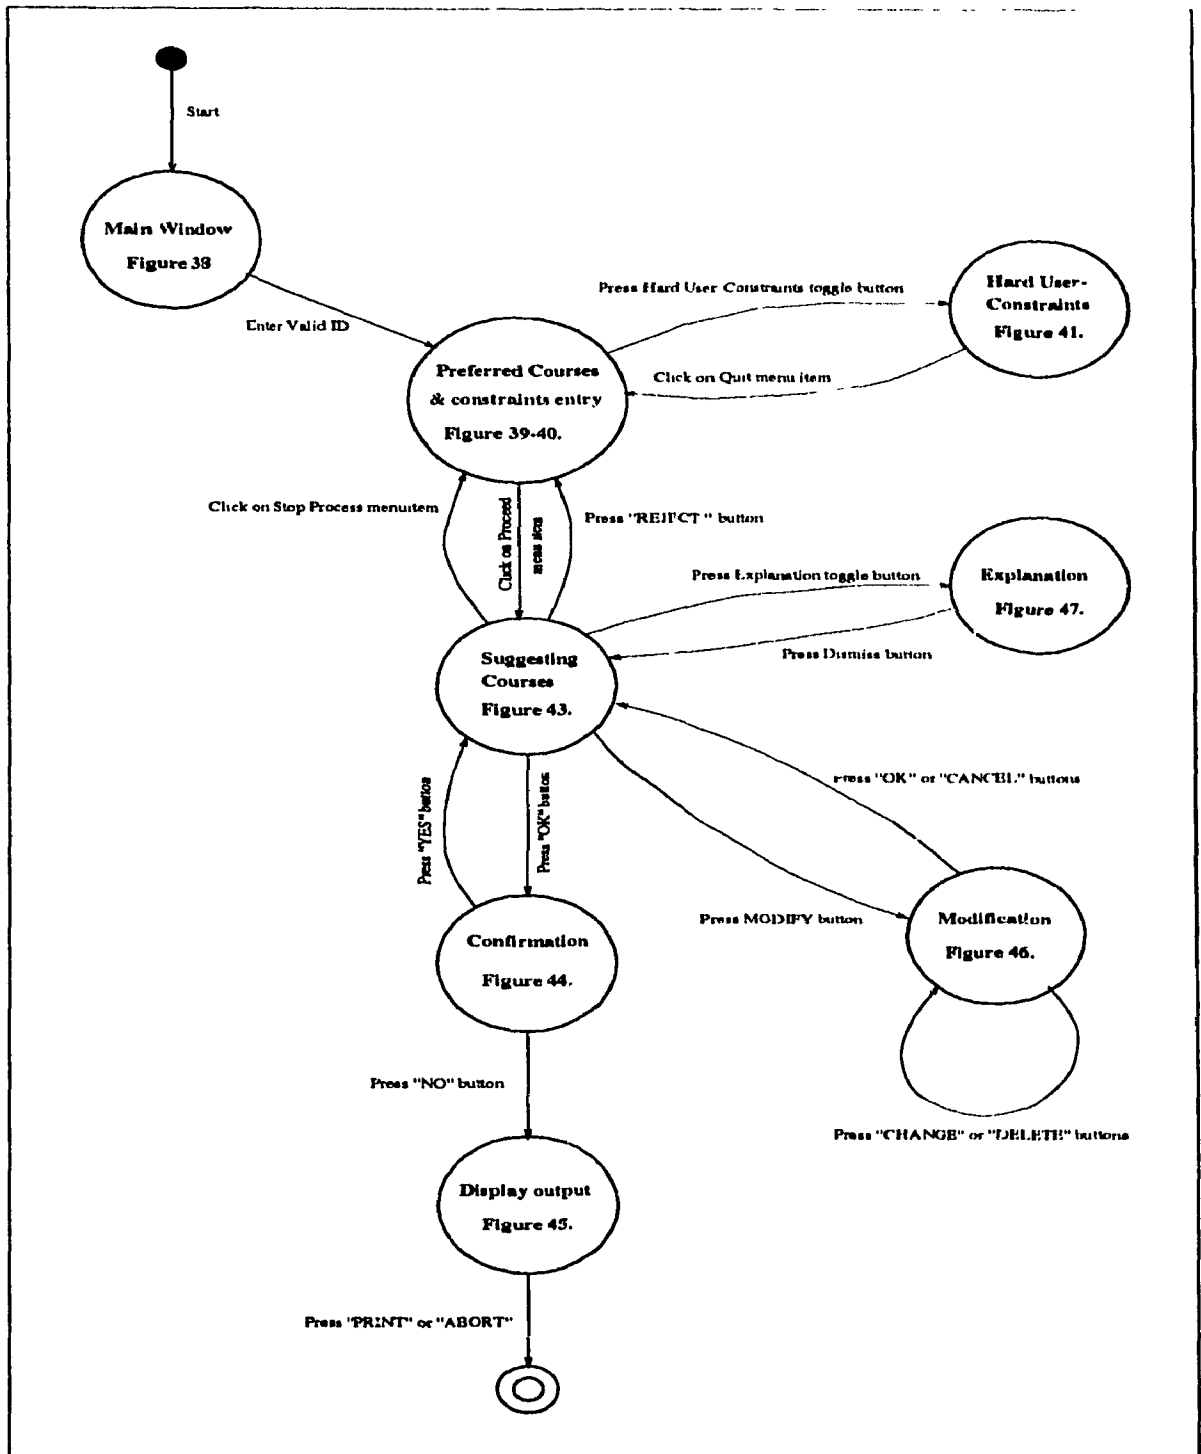 Start
Main Window
Figure 38
Enter Valid ID
Press Hard User-Constraints toggle button
Hard User-
Constraints
Figure 41.
Click on Quit menu item
Preferred Courses
& constraints entry
Figure 39-40.
Click on Stop Process menuitem
Click on Proceed
Press "REJECT " button
Press Explanation toggle button
Explanation
Figure 47.
Press Dismiss button
Suggesting
Courses
Figure 43.
Press "OK" or "CANCEL" buttons
Press "YES" button
Press "OK" button
Press MODIFY button
Modification
Figure 46.
Confirmation
Figure 44.
Press "NO" button
Press "CHANGE" or "DELETE" buttons
Display output
Figure 45.
Press "PRINT" or "ABORT"